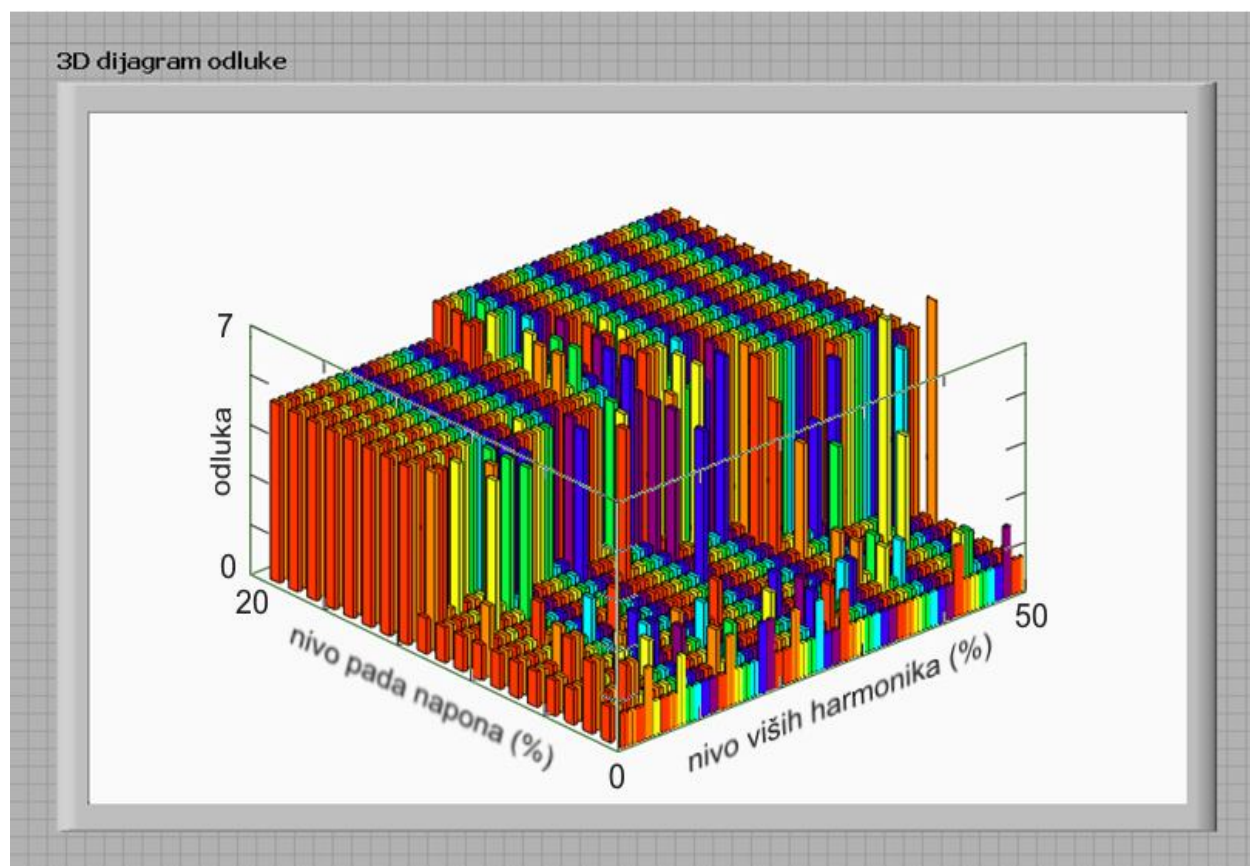 3D dijagram odluke
7
odluka
0
20
nivo pada napona (%)
0
nivo viših harmonika (%)
50